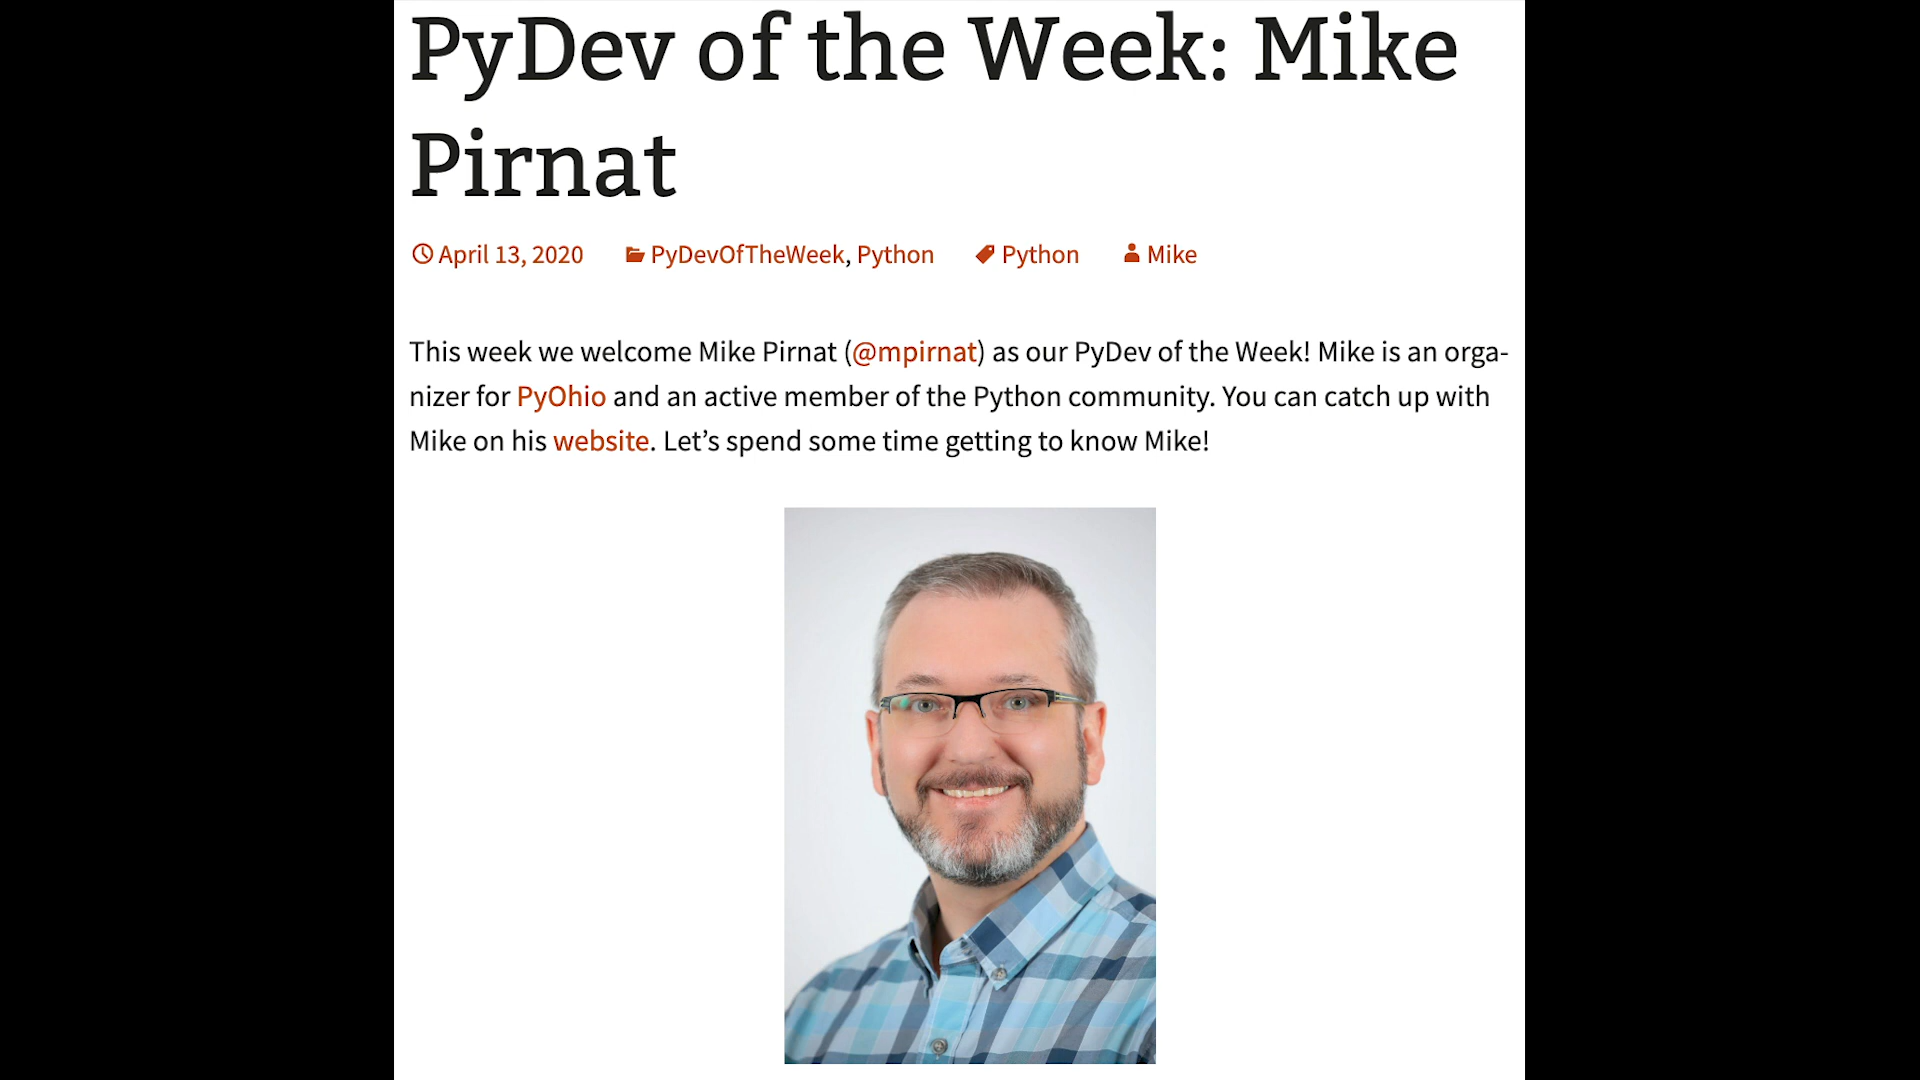 PyDev of the Week: Mike
Pirnat
April 13, 2020 PyDevOfTheWeek, Python Python Mike
This week we welcome Mike Pirnat (@mpirnat) as our PyDev of the Week! Mike is an orga-
nizer for PyOhio and an active member of the Python community. You can catch up with
Mike on his website. Let’s spend some time getting to know Mike!